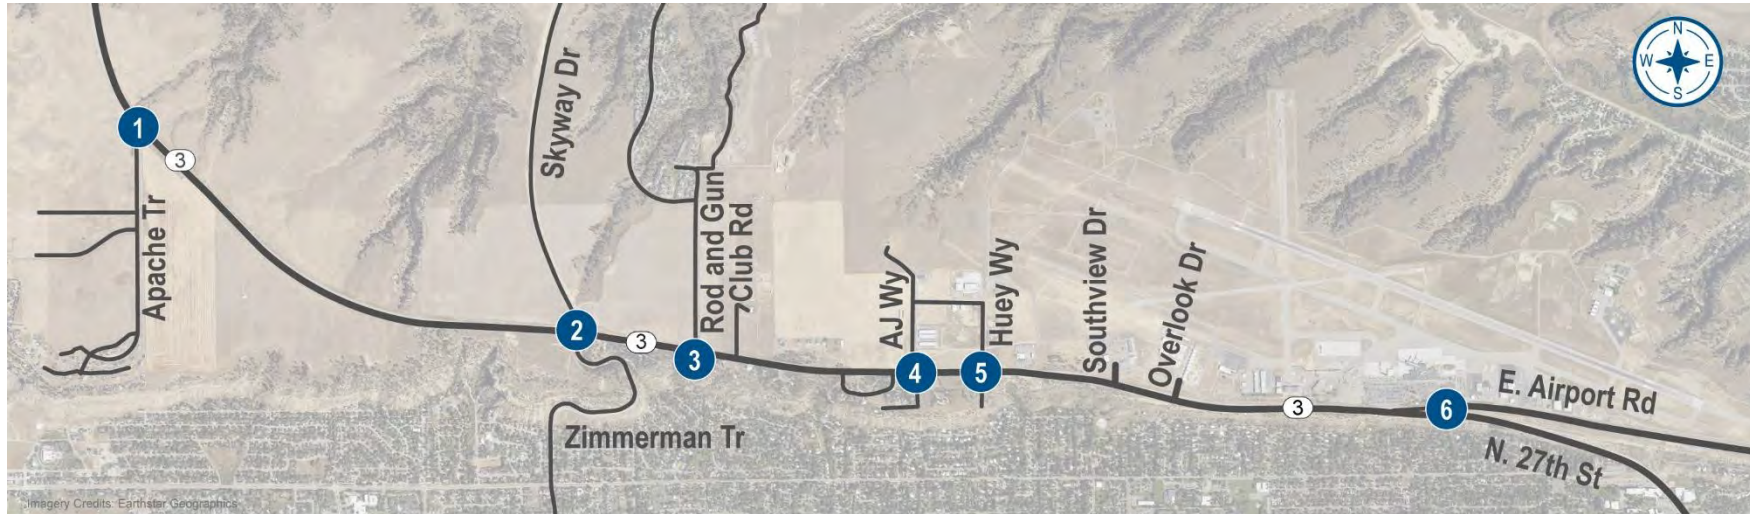 N
W
E
S
1
3
Apache Tr
Skyway Dr
2
3
Zimmerman Tr
Rod and Gun
Club Rd
3
AJ Wy
4
Huey Wy
5
Southview Dr
Overlook Dr
3
6
E. Airport Rd
N. 27th St
Imagery Credits: Earthstar Geographics